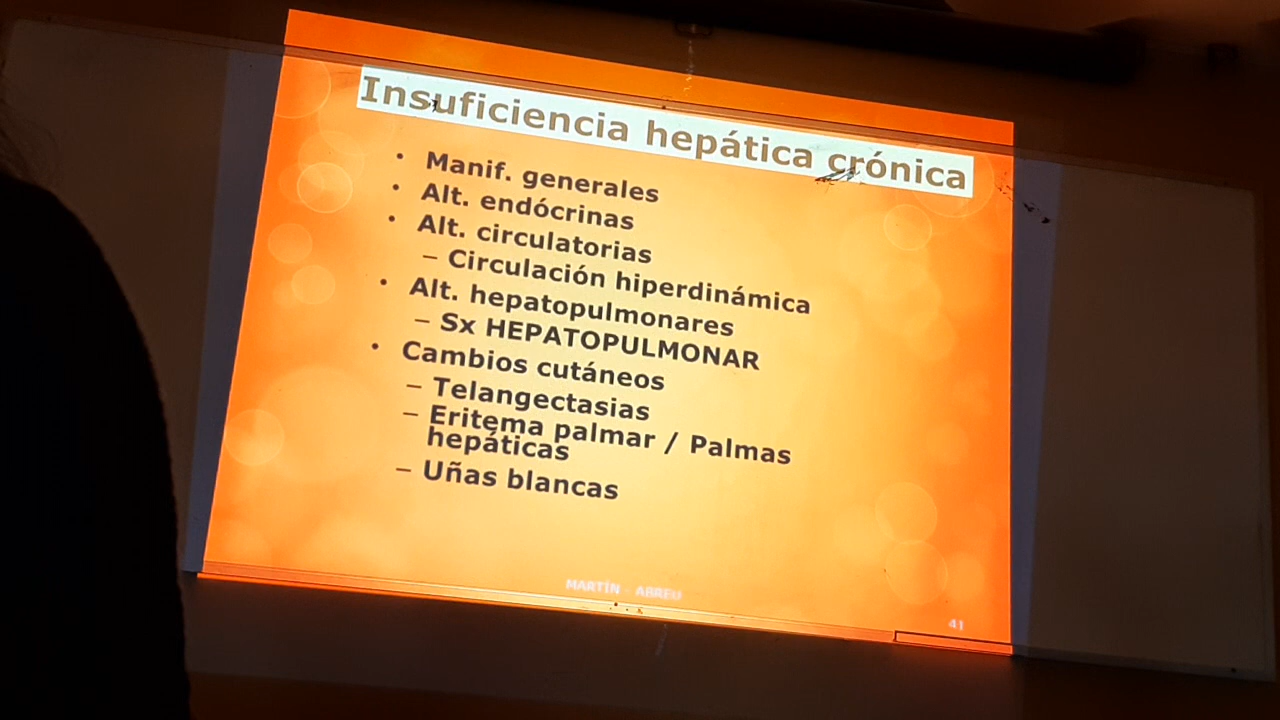 Insuficiencia hepática crónica
• Manif. generales
• Alt. endócrinas
• Alt. circulatorias
– Circulación hiperdinámica
• Alt. hepatopulmonares
– Sx HEPATOPULMONAR
• Cambios cutáneos
– Telangectasias
– Eritema palmar / Palmas
hepáticas
– Uñas blancas
MARTÍN - ABREU
41